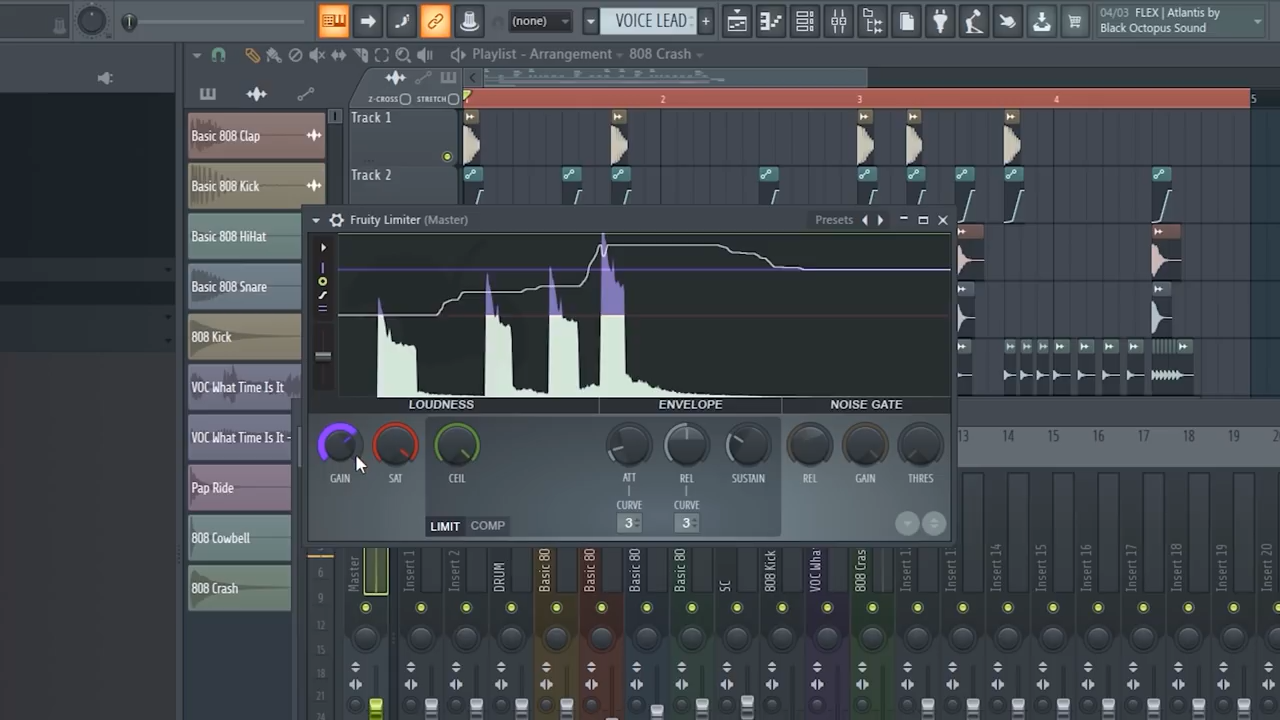 (none)
VOICE LEAD
04/03 FLEX | Atlantis by
Black Octopus Sound
Playlist - Arrangement
808 Crash
Z-CROSS
STRETCH
2
3
4
5
Basic 808 Clap
Basic 808 Kick
Basic 808 HiHat
Basic 808 Snare
808 Kick
VOC What Time Is It
VOC What Time Is It -
Pap Ride
808 Cowbell
808 Crash
Track 1
Track 2
Fruity Limiter (Master)
Presets
LOUDNESS
ENVELOPE
NOISE GATE
GAIN
SAT
CEIL
ATT
REL
SUSTAIN
REL
GAIN
THRES
CURVE
CURVE
3
3
LIMIT
COMP
13
14
15
16
17
18
19
Master
Insert 1
Insert 2
DRUM
Basic 80
Basic 80
Basic 80
Basic 80
SC
808 Kick
VOC Wha
808 Cras
Insert 14
Insert 15
Insert 16
Insert 17
Insert 18
Insert 19
Insert 20
6
9
12
15
18
21